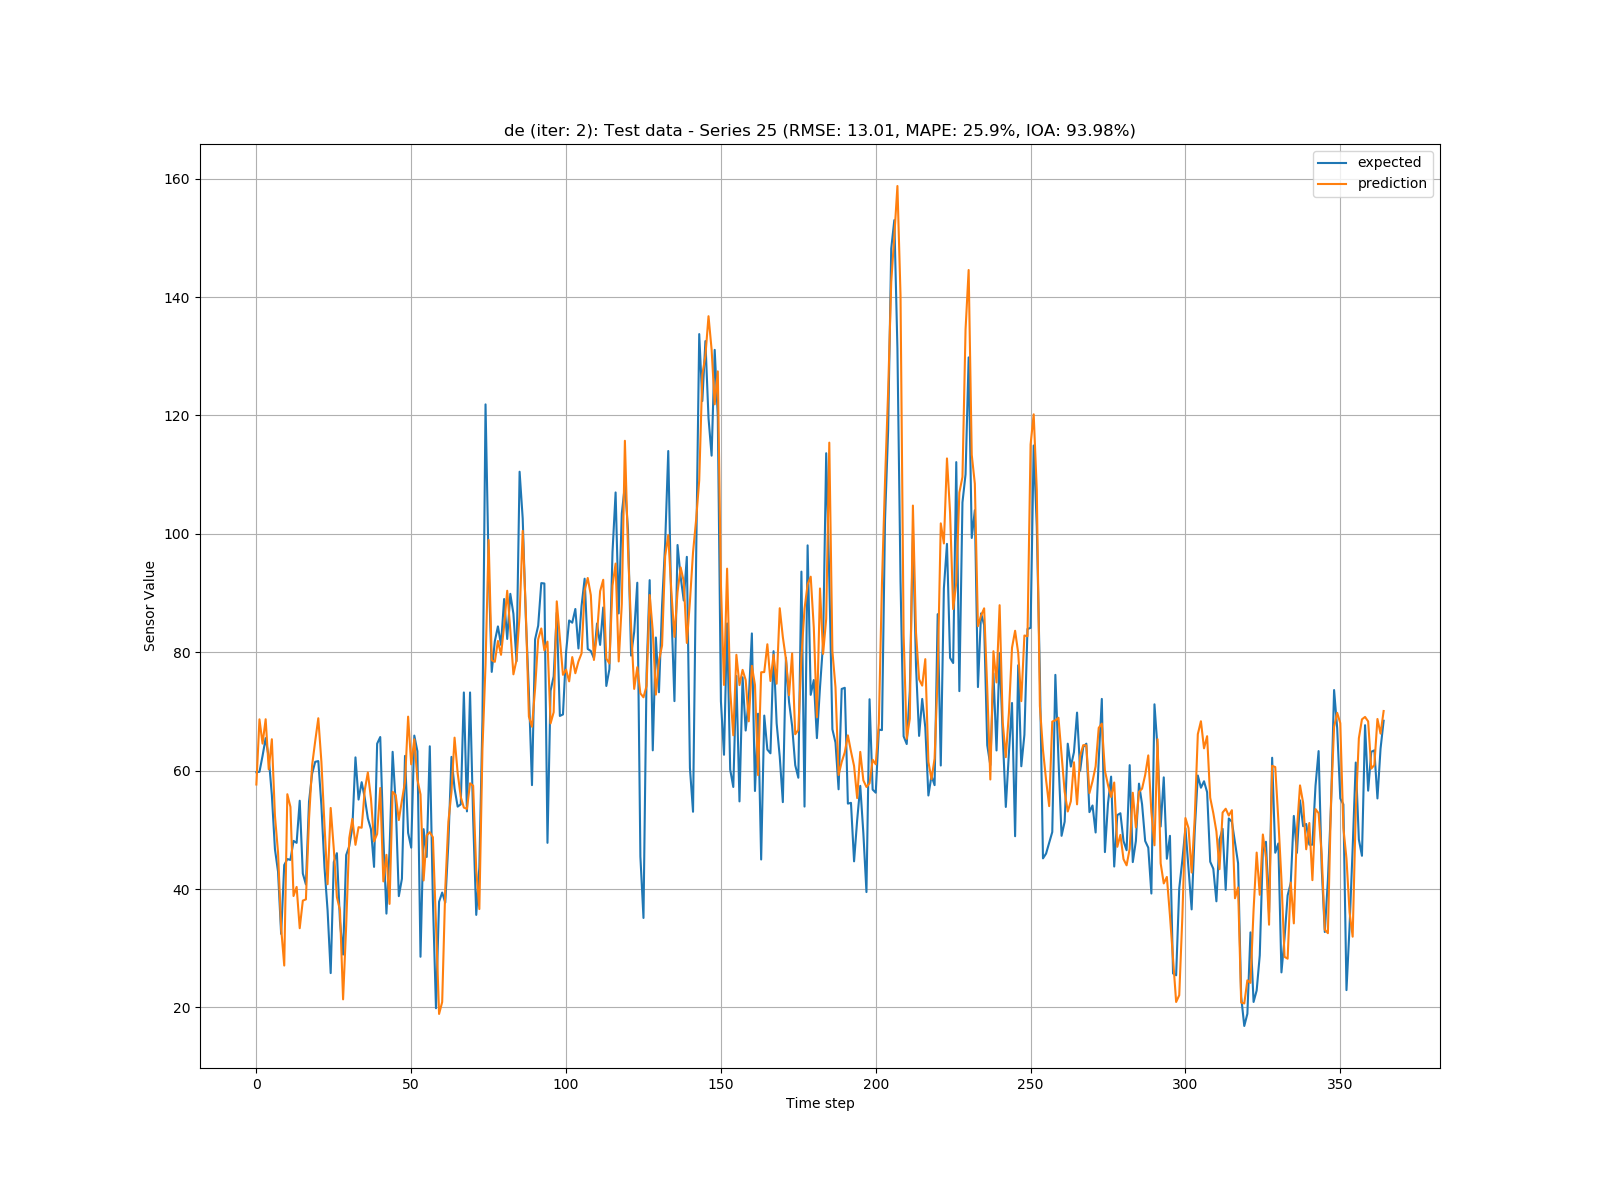 de (iter: 2): Test data - Series 25 (RMSE: 13.01, MAPE: 25.9%, IOA: 93.98%)
expected
prediction
160
140
120
100
80
60
40
20
Sensor Value
0 50 100 150 200 250 300 350
Time step